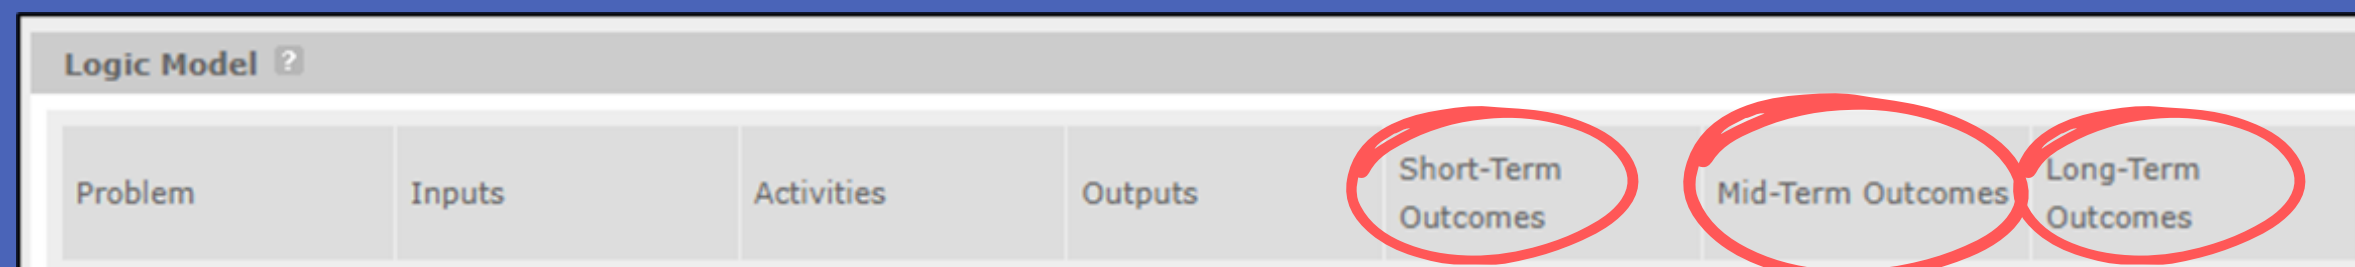 Logic Model ?
Problem
Inputs
Activities
Outputs
Short-Term
Outcomes
Mid-Term Outcomes
Long-Term
Outcomes